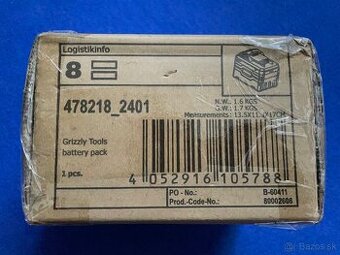 Logistikinfo
8
478218_2401
N.W.: 1.6 KGS
G.W.: 1.7 KGS
Measurements:
Grizzly Tools
battery pack
1 pcs.
4 052916 105788
PO - No.: B-60411
Prod.-Code-No.: 80002606
bazos.sk